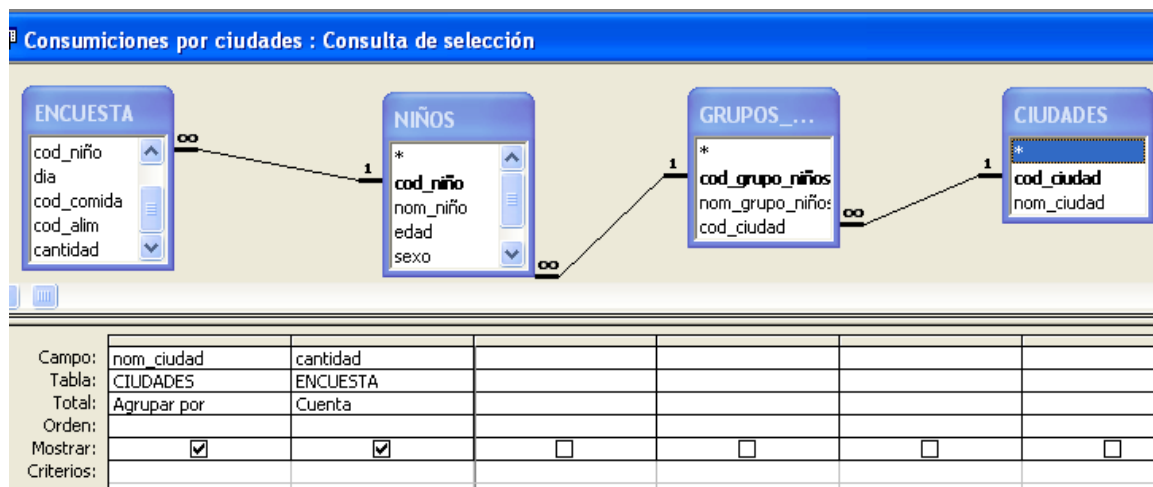 Consumiciones por ciudades : Consulta de selección
ENCUESTA
cod_niño
dia
cod_comida
cod_alim
cantidad
∞
1
NIÑOS
*
cod_niño
nom_niño
edad
sexo
∞
1
GRUPOS_...
*
cod_grupo_niños
nom_grupo_niños
cod_ciudad
∞
1
CIUDADES
*
cod_ciudad
nom_ciudad
Campo: nom_ciudad cantidad
Tabla: CIUDADES ENCUESTA
Total: Agrupar por Cuenta
Orden:
Mostrar:
Criterios: